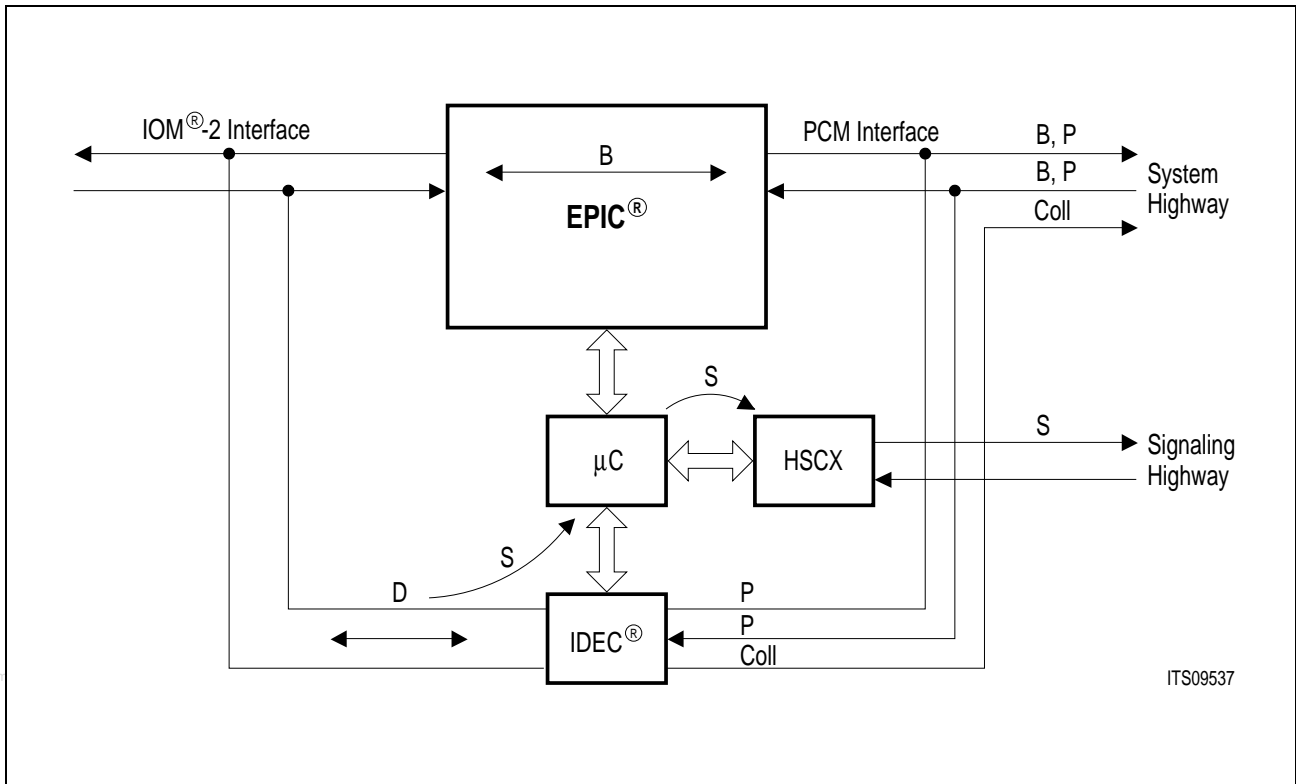 IOM®-2 Interface
PCM Interface
B, P
B
B, P
System
Highway
EPIC®
Coll
S
µC
HSCX
S
Signaling
Highway
S
D
P
P
IDEC®
Coll
ITS09537